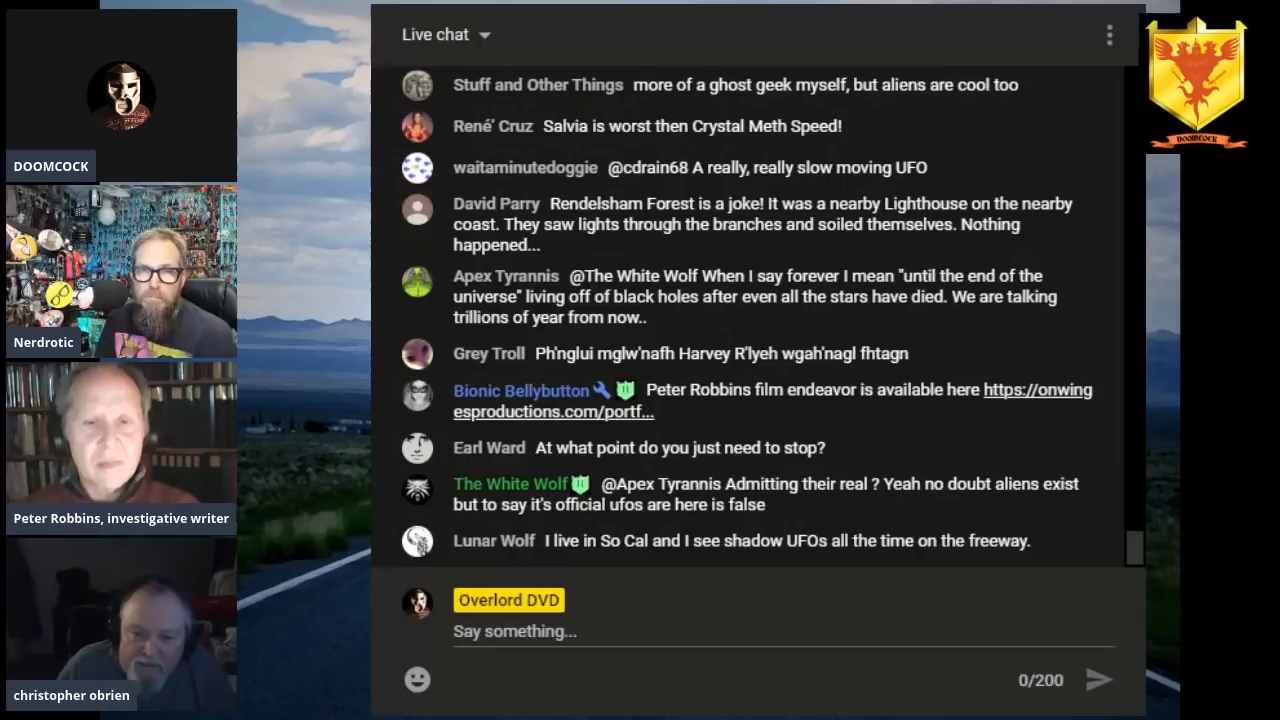 DOOMCOCK
Nerdrotic
Peter Robbins, investigative writer
christopher obrien
Live chat
Stuff and Other Things more of a ghost geek myself, but aliens are cool too
René' Cruz Salvia is worst then Crystal Meth Speed!
waitaminutedoggie @cdrain68 A really, really slow moving UFO
David Parry Rendelsham Forest is a joke! It was a nearby Lighthouse on the nearby
coast. They saw lights through the branches and soiled themselves. Nothing
happened...
Apex Tyrannis @The White Wolf When I say forever I mean "until the end of the
universe" living off of black holes after even all the stars have died. We are talking
trillions of year from now..
Grey Troll Ph'nglui mglw'nafh Harvey R'lyeh wgah'nagl fhtagn
Bionic Bellybutton Peter Robbins film endeavor is available here https://onwing
esproductions.com/portf...
Earl Ward At what point do you just need to stop?
The White Wolf @Apex Tyrannis Admitting their real ? Yeah no doubt aliens exist
but to say it's official ufos are here is false
Lunar Wolf I live in So Cal and I see shadow UFOs all the time on the freeway.
Overlord DVD
Say something...
0/200
DOOMCOCK